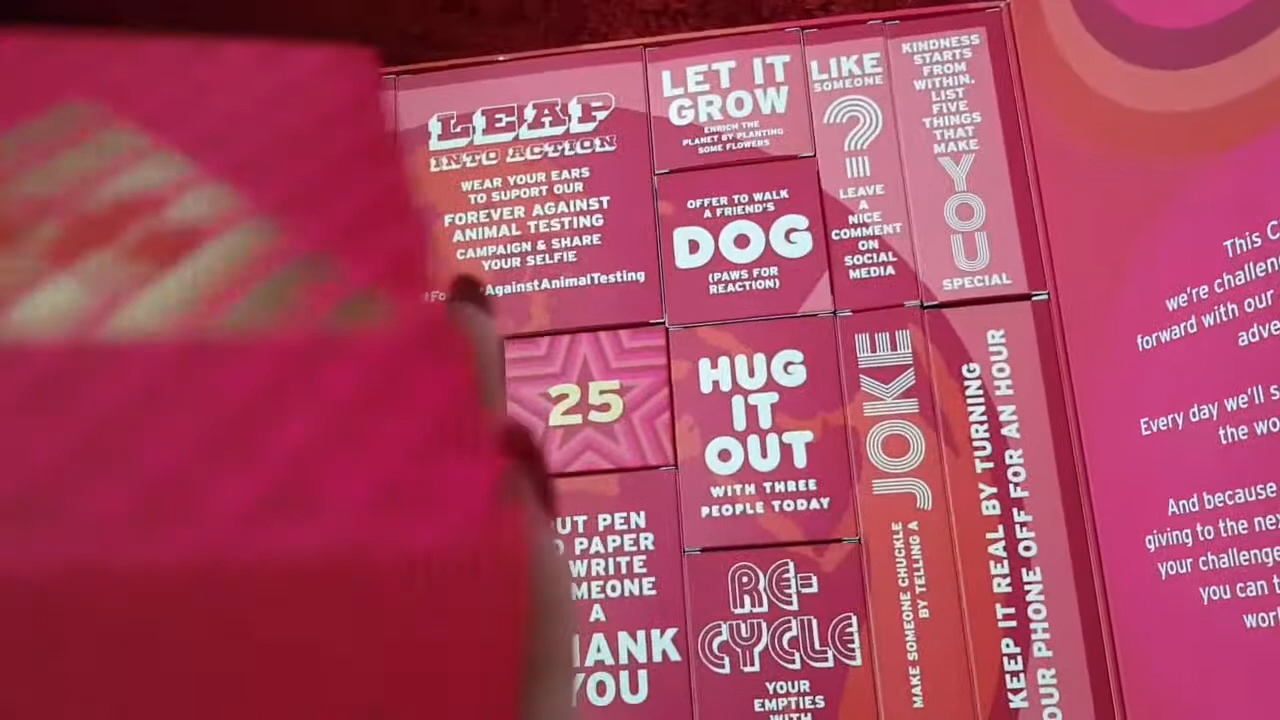 LEAP
INTO ACTION
WEAR YOUR EARS
TO SUPORT OUR
FOREVER AGAINST
ANIMAL TESTING
CAMPAIGN & SHARE
YOUR SELFIE
AgainstAnimalTesting
LET IT
GROW
ENRICH THE
PLANET BY PLANTING
SOME FLOWERS
LIKE
SOMEONE
?
LEAVE
A
NICE
COMMENT
ON
SOCIAL
MEDIA
KINDNESS
STARTS
FROM
WITHIN.
LIST
FIVE
THINGS
THAT
MAKE
YOU
SPECIAL
OFFER TO WALK
A FRIEND'S
DOG
(PAWS FOR
REACTION)
25
HUG
IT
OUT
WITH THREE
PEOPLE TODAY
MAKE SOMEONE CHUCKLE
BY TELLING A
JOKE
KEEP IT REAL BY TURNING
OUR PHONE OFF FOR AN HOUR
UT PEN
PAPER
WRITE
MEONE
A
ANK
YOU
RE-
CYCLE
YOUR
EMPTIES
WITH
This C
we're challen
forward with our
adve
Every day we'll s
the wo
And because
giving to the ne
your challenge
you can t
wor